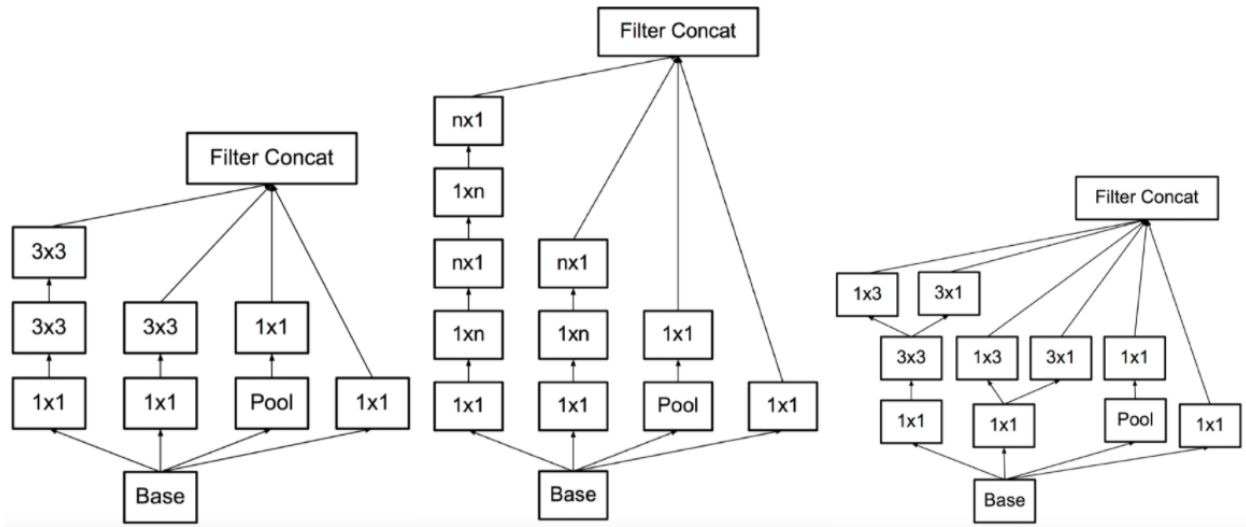 Filter Concat
3x3
3x3 3x3 1x1
1x1 1x1 Pool 1x1
Base
Filter Concat
nx1
1xn
nx1 nx1
1xn 1xn 1x1
1x1 1x1 Pool 1x1
Base
Filter Concat
1x3 3x1
3x3 1x3 3x1 1x1
1x1 1x1 Pool 1x1
Base